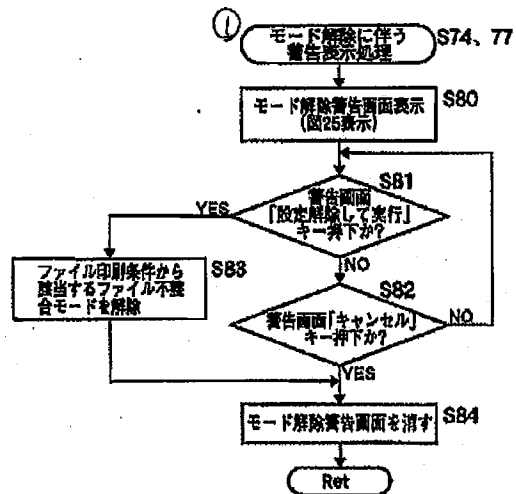 ①
モード解除に伴う
警告表示処理
S74、77
モード解除警告画面表示
(図25表示)
S80
S81
警告画面
「設定解除して実行」
キー押下か?
YES
NO
ファイル印刷条件から
該当するファイル不整
合モードを解除
S83
S82
警告画面「キャンセル」
キー押下か?
NO
YES
モード解除警告画面を消す
S84
Ret